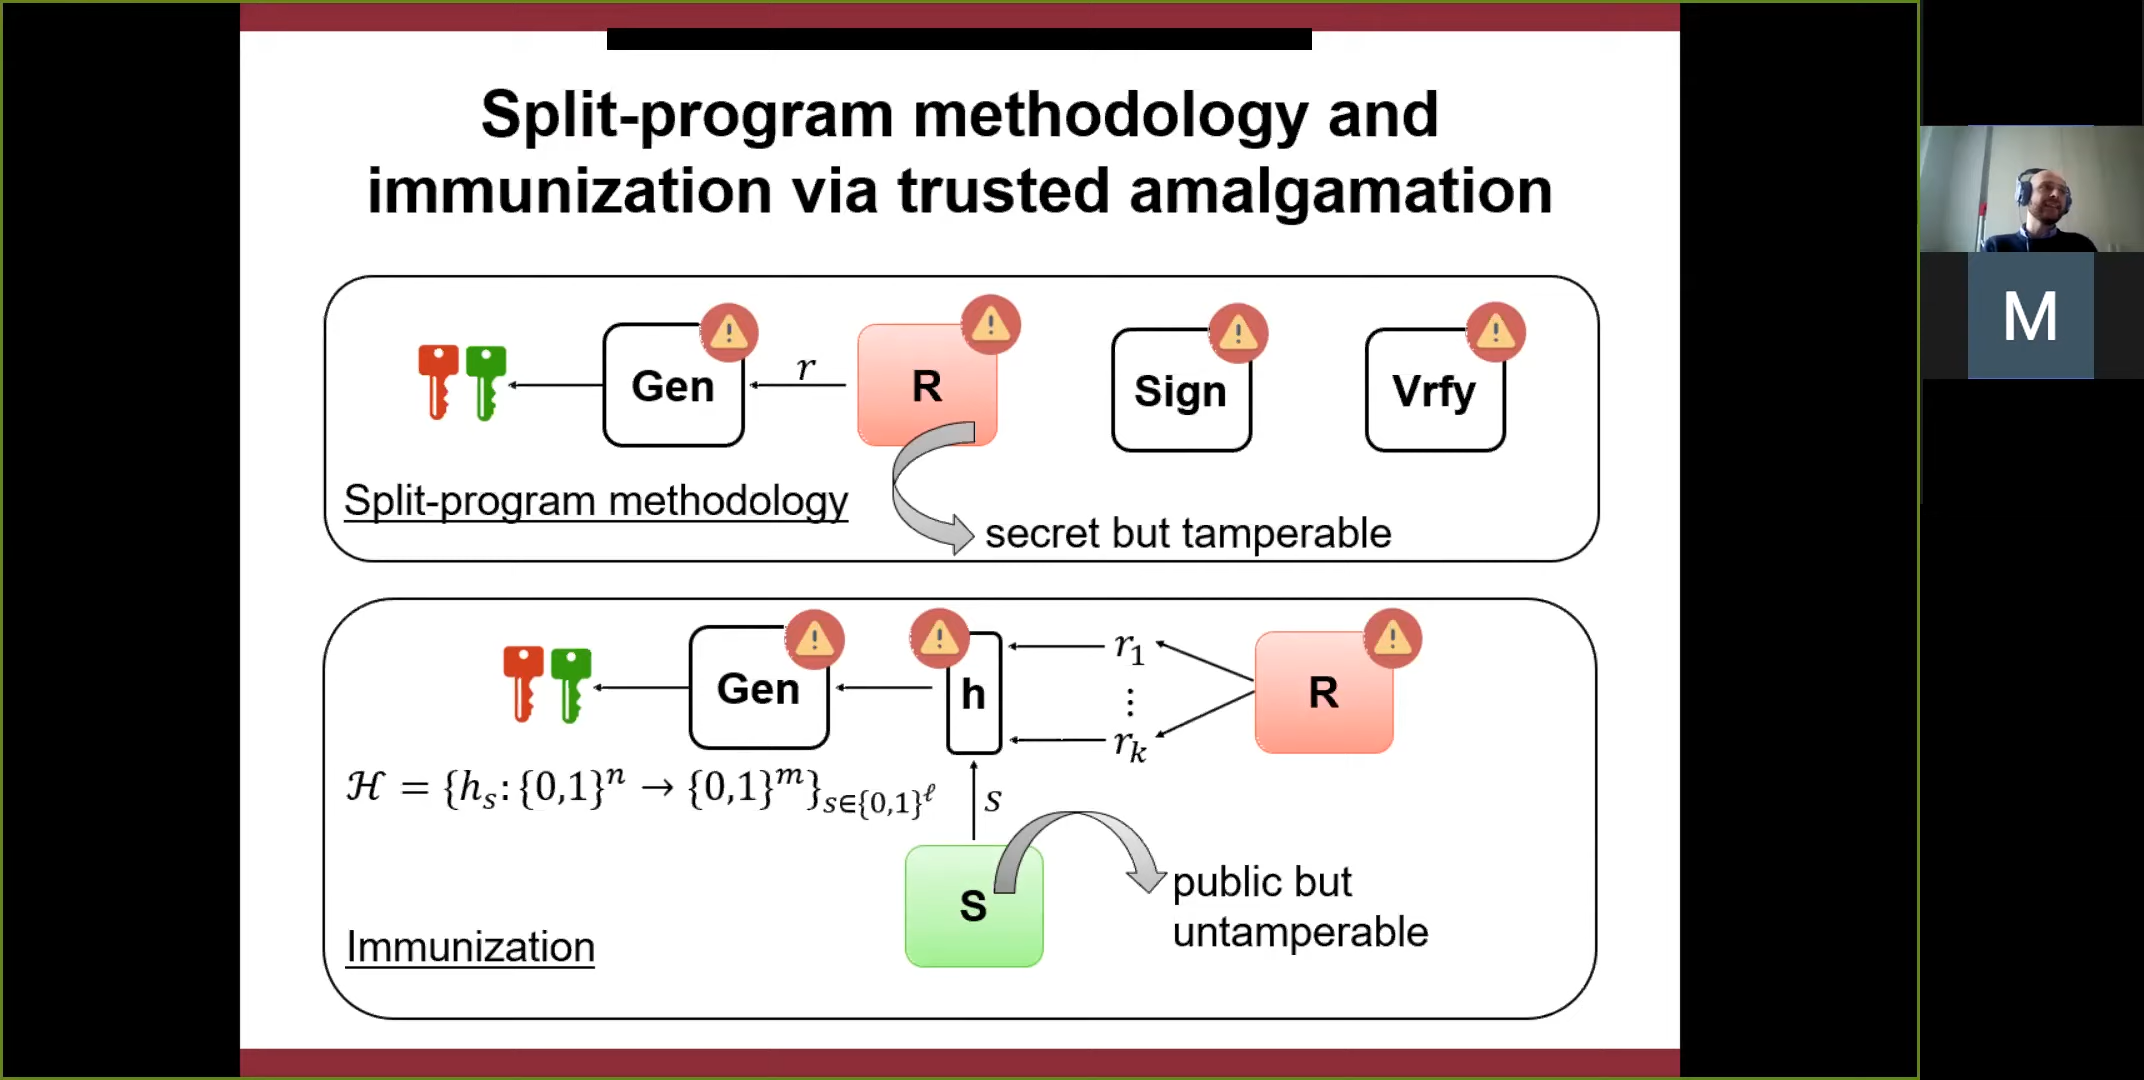 Split-program methodology and
immunization via trusted amalgamation
Gen
r
R
Sign
Vrfy
Split-program methodology
secret but tamperable
Gen
h
r₁
⋮
rₖ
R
ℋ = {hₛ: {0,1}ⁿ → {0,1}ᵐ}ₛ∈{0,1}^ℓ
s
S
public but
untamperable
Immunization
M